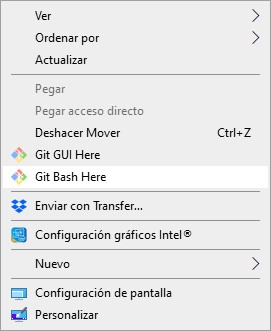 Ver
Ordenar por
Actualizar
Pegar
Pegar acceso directo
Deshacer Mover Ctrl+Z
Git GUI Here
Git Bash Here
Enviar con Transfer...
Configuración gráficos Intel®
Nuevo
Configuración de pantalla
Personalizar